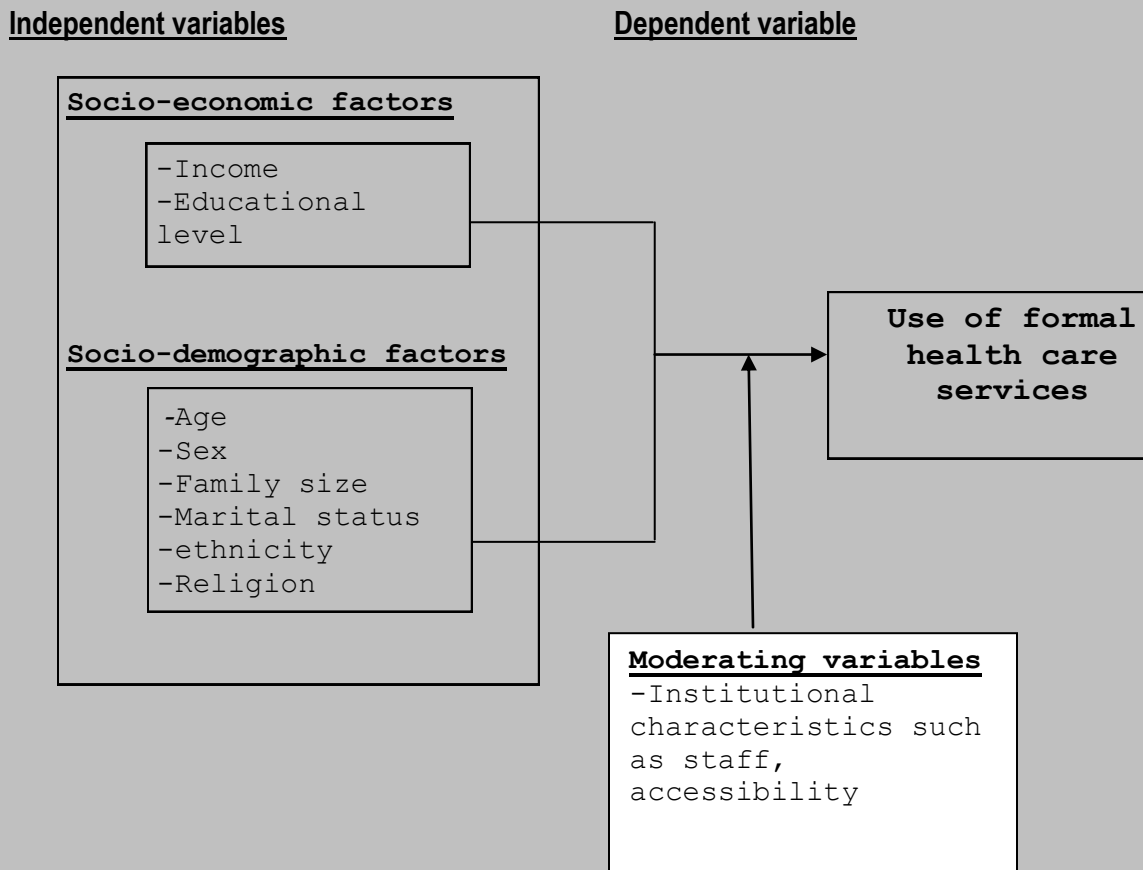 Independent variables
Dependent variable
Socio-economic factors
-Income
-Educational
level
Socio-demographic factors
-Age
-Sex
-Family size
-Marital status
-ethnicity
-Religion
Use of formal
health care
services
Moderating variables
-Institutional
characteristics such
as staff,
accessibility